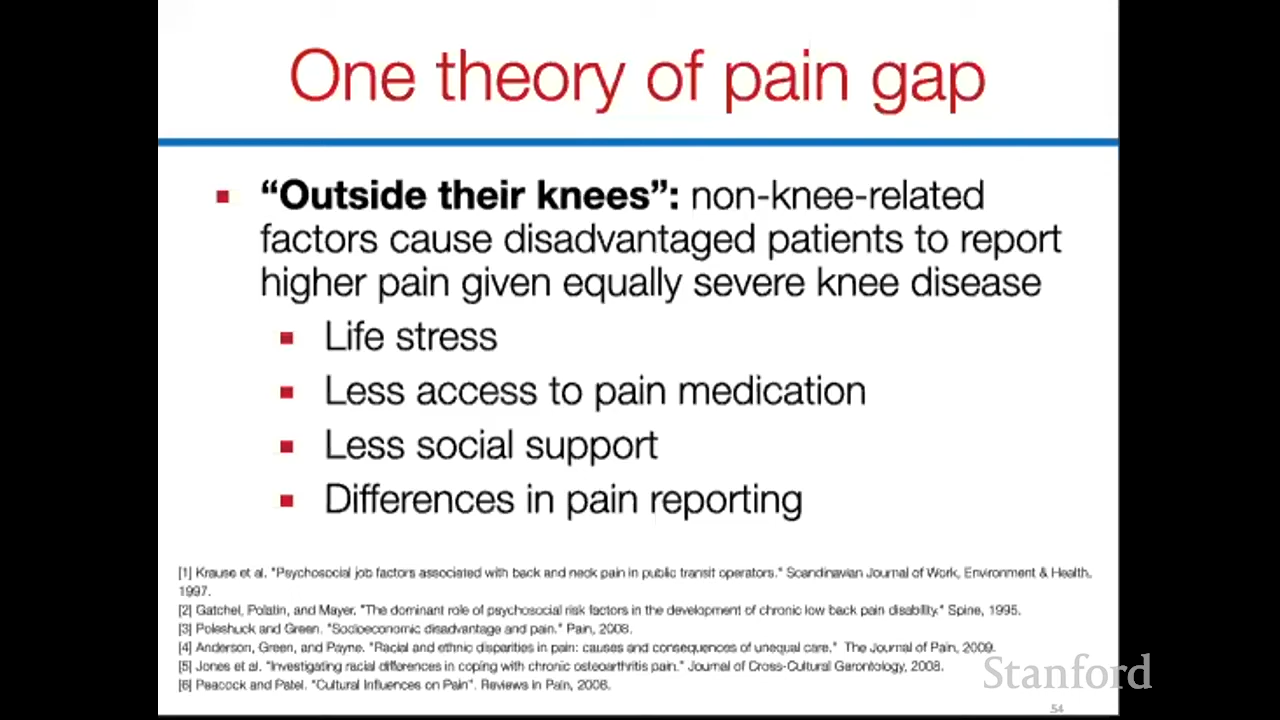 One theory of pain gap
“Outside their knees”: non-knee-related
factors cause disadvantaged patients to report
higher pain given equally severe knee disease
Life stress
Less access to pain medication
Less social support
Differences in pain reporting
[1] Krause et al. "Psychosocial job factors associated with back and neck pain in public transit operators." Scandinavian Journal of Work, Environment & Health,
1997.
[2] Gatchel, Polatin, and Mayer. "The dominant role of psychosocial risk factors in the development of chronic low back pain disability." Spine, 1995.
[3] Poleshuck and Green. "Socioeconomic disadvantage and pain." Pain, 2008.
[4] Anderson, Green, and Payne. "Racial and ethnic disparities in pain: causes and consequences of unequal care." The Journal of Pain, 2009.
[5] Jones et al. "Investigating racial differences in coping with chronic osteoarthritis pain." Journal of Cross-Cultural Gerontology, 2008.
[6] Peacock and Patel. "Cultural Influences on Pain". Reviews in Pain, 2008.
Stanford
54